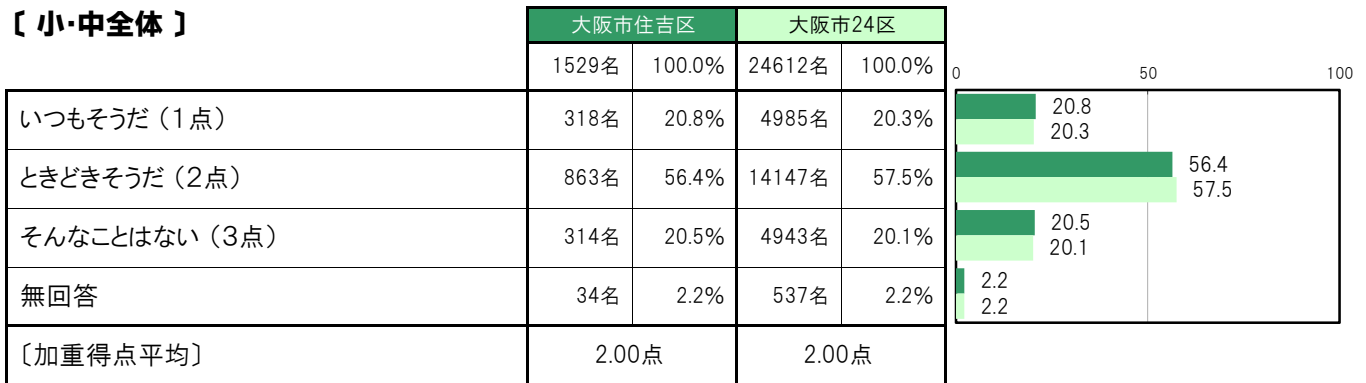 〔 小・中全体 〕
大阪市住吉区 大阪市24区
1529名 100.0% 24612名 100.0%
0 50 100
いつもそうだ（１点） 318名 20.8% 4985名 20.3%
20.8
20.3
ときどきそうだ（２点） 863名 56.4% 14147名 57.5%
56.4
57.5
そんなことはない（３点） 314名 20.5% 4943名 20.1%
20.5
20.1
無回答 34名 2.2% 537名 2.2%
2.2
2.2
〔加重得点平均〕 2.00点 2.00点